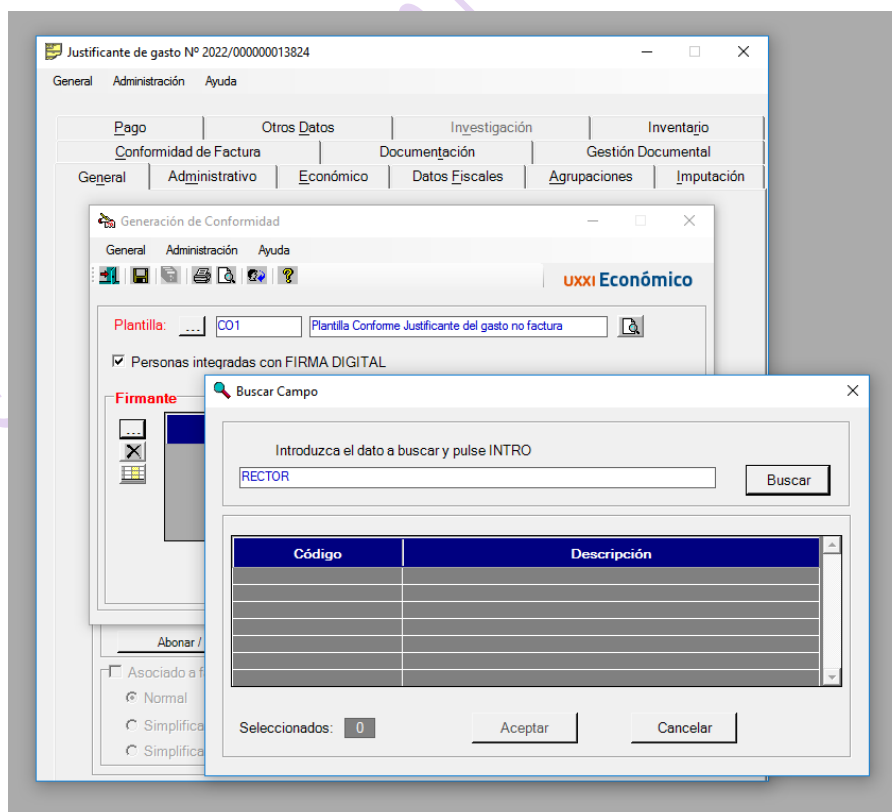 Justificante de gasto Nº 2022/000000013824
General Administración Ayuda
Pago Otros Datos Investigación Inventario
Conformidad de Factura Documentación Gestión Documental
General Administrativo Económico Datos Fiscales Agrupaciones Imputación
Generación de Conformidad
General Administración Ayuda
UXXI Económico
Plantilla: ... CO1 Plantilla Conforme Justificante del gasto no factura
Personas integradas con FIRMA DIGITAL
Firmante
...
Buscar Campo
Introduzca el dato a buscar y pulse INTRO
RECTOR
Buscar
Código Descripción
Seleccionados: 0 Aceptar Cancelar
Abonar /
Asociado a f
Normal
Simplifica
Simplifica